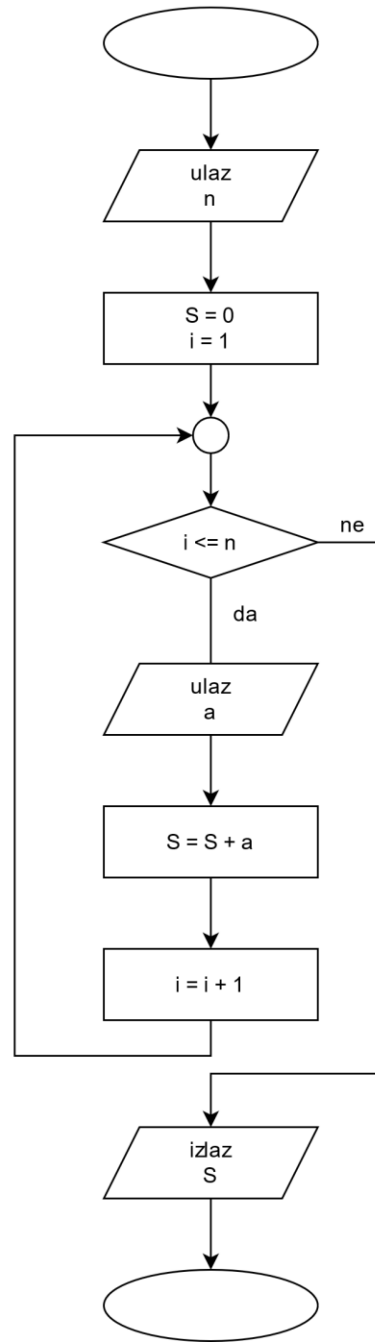 ulaz
n
S = 0
i = 1
i <= n
ne
da
ulaz
a
S = S + a
i = i + 1
izlaz
S